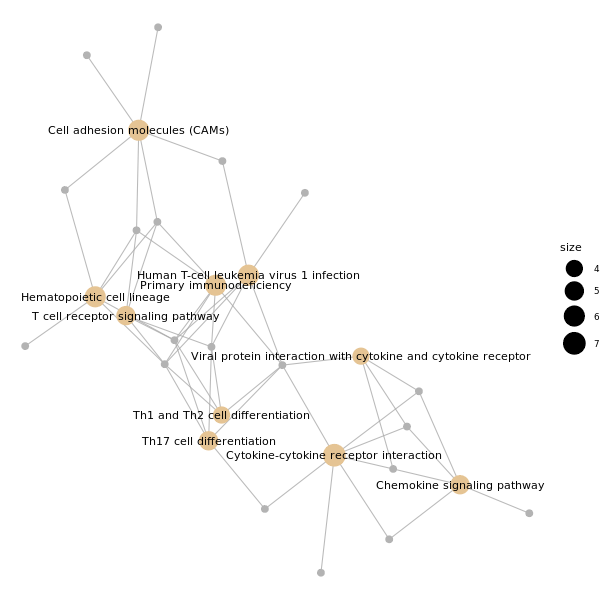 Cell adhesion molecules (CAMs)
size
4
Human T-cell leukemia virus 1 infection
Primary immunodeficiency
5
Hematopoietic cell lineage
T cell receptor signaling pathway
6
7
Viral protein interaction with cytokine and cytokine receptor
Th1 and Th2 cell differentiation
Th17 cell differentiation
Cytokine-cytokine receptor interaction
Chemokine signaling pathway